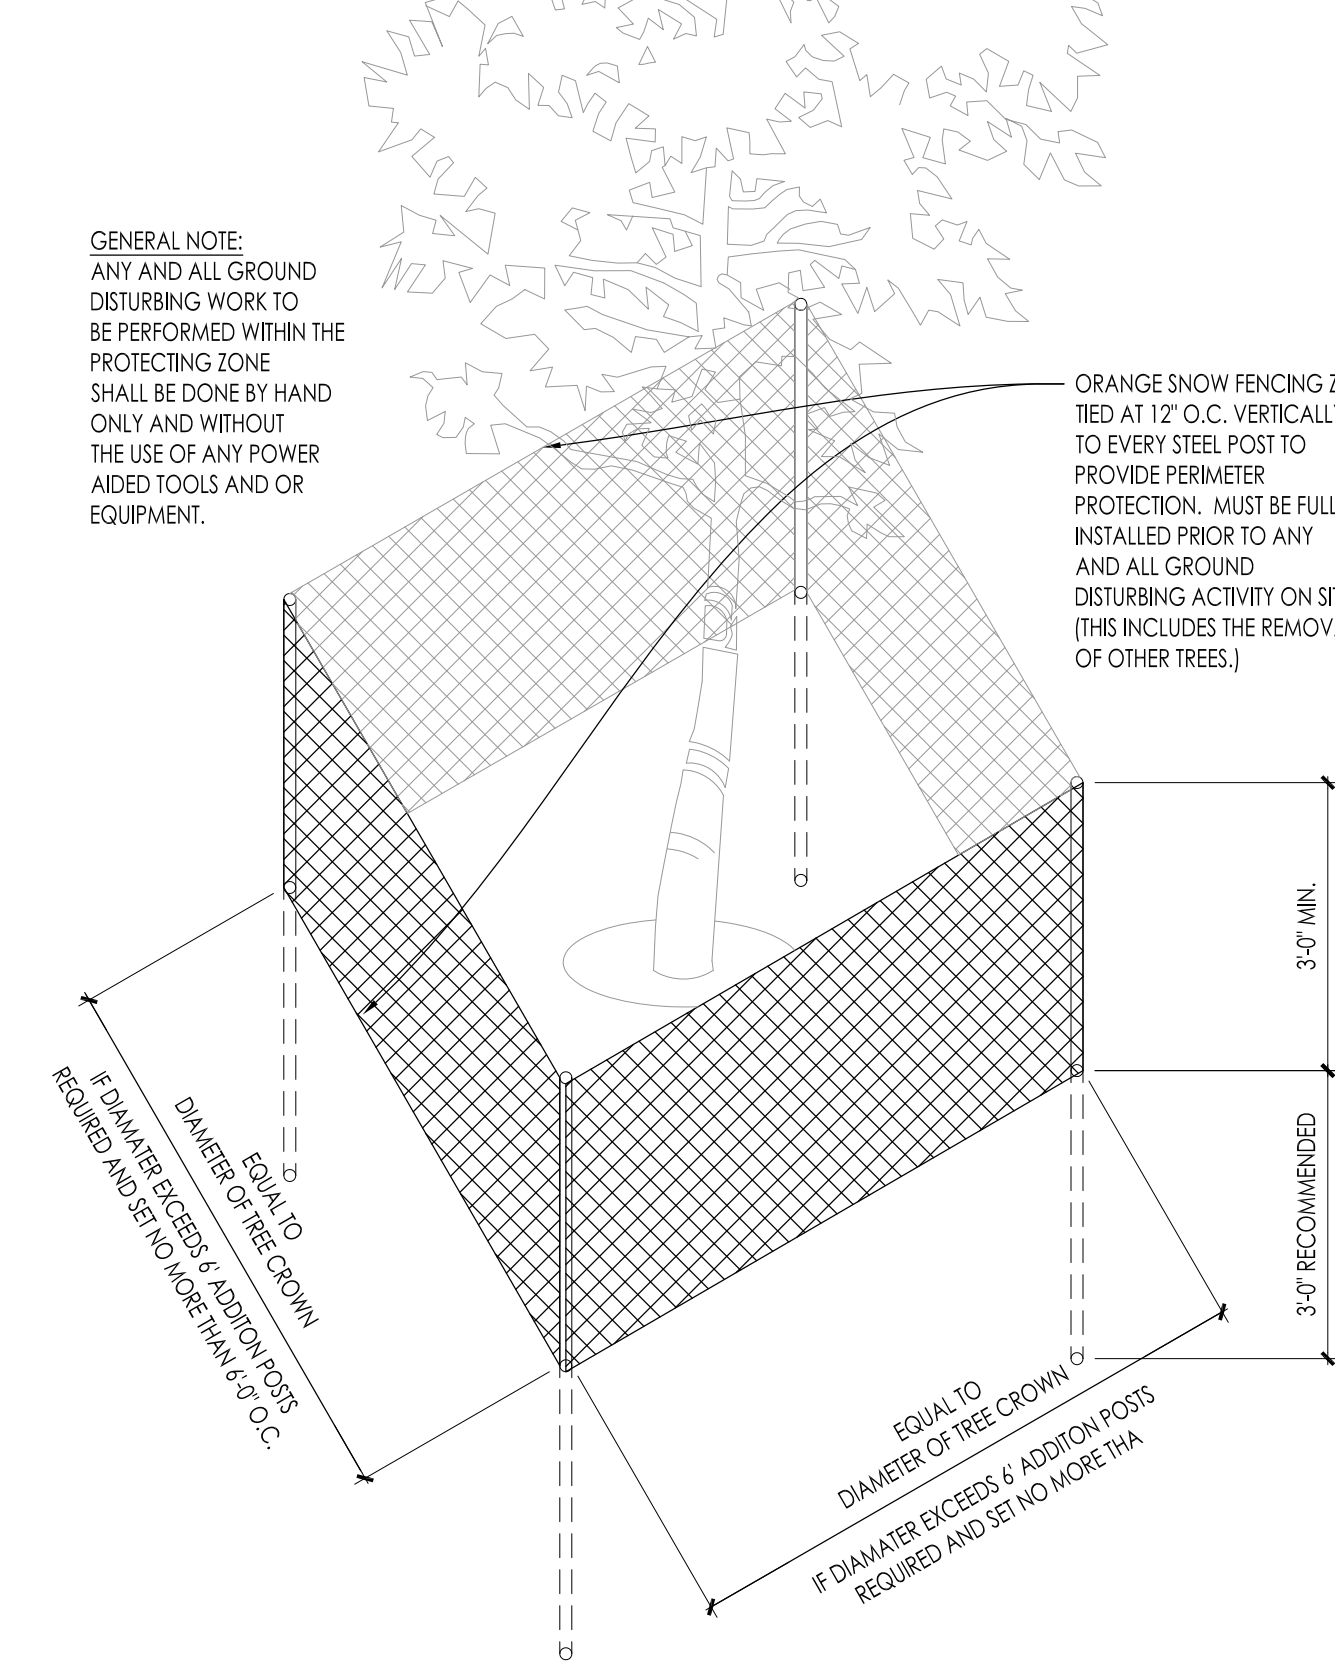 GENERAL NOTE:
ANY AND ALL GROUND
DISTURBING WORK TO
BE PERFORMED WITHIN THE
PROTECTING ZONE
SHALL BE DONE BY HAND
ONLY AND WITHOUT
THE USE OF ANY POWER
AIDED TOOLS AND OR
EQUIPMENT.
ORANGE SNOW FENCING
TIED AT 12" O.C. VERTICALLY
TO EVERY STEEL POST TO
PROVIDE PERIMETER
PROTECTION. MUST BE
INSTALLED PRIOR TO ANY
AND ALL GROUND
DISTURBING ACTIVITY ON
(THIS INCLUDES THE
OF OTHER TREES.)
3'-0" MIN.
3'-0" RECOMMENDED
EQUAL TO
DIAMETER OF TREE CROWN
IF DIAMATER EXCEEDS 6' ADDITON POSTS
REQUIRED AND SET NO MORE THAN 6'-0" O.C.
EQUAL TO
DIAMETER OF TREE CROWN
IF DIAMATER EXCEEDS 6' ADDITON POSTS
REQUIRED AND SET NO MORE THA